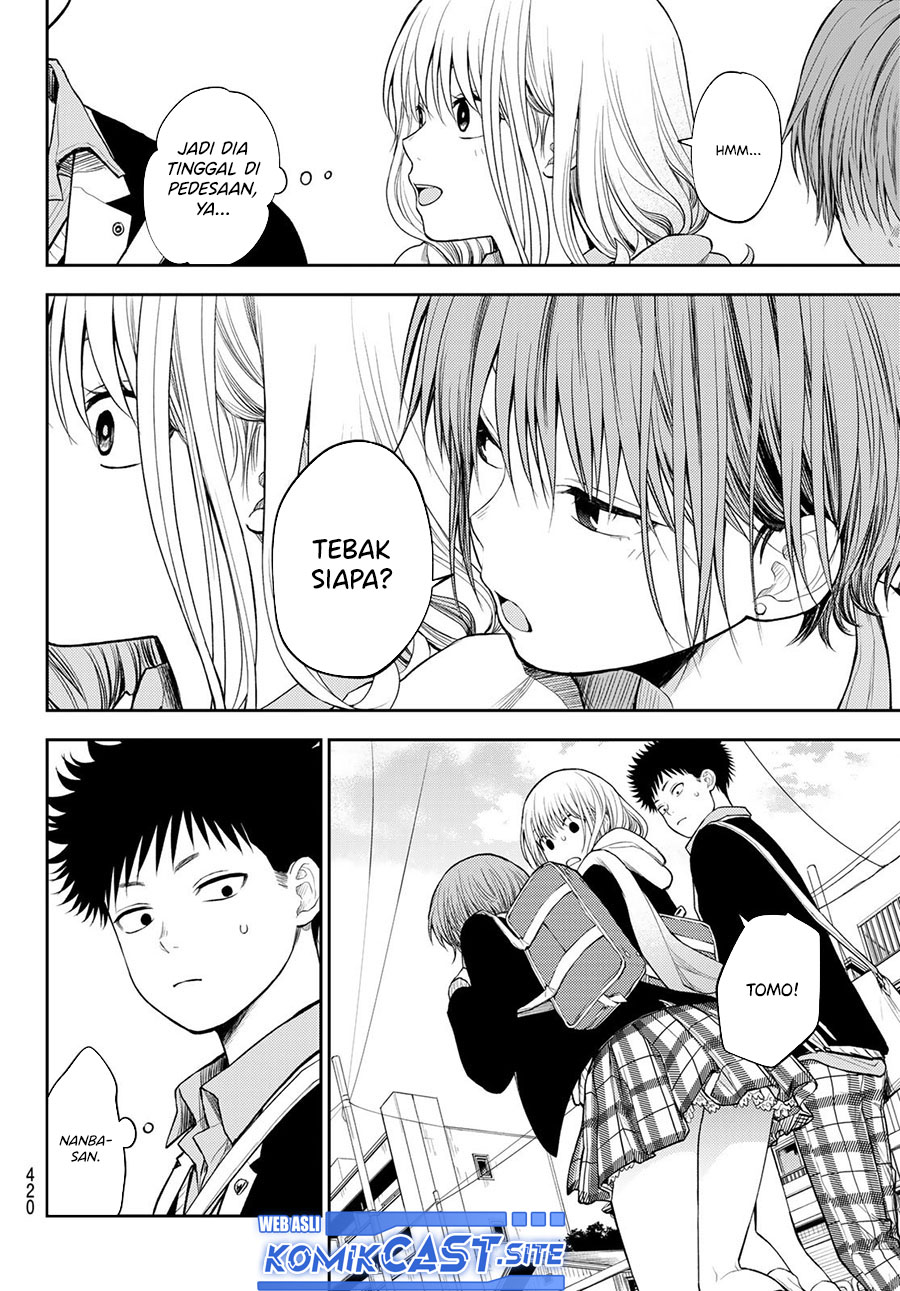 HMM...
JADI DIA
TINGGAL DI
PEDESAAN,
YA...
TEBAK
SIAPA?
TOMO!
NANBA-
SAN.
420
WEB ASLI
KOMIKCAST.SITE